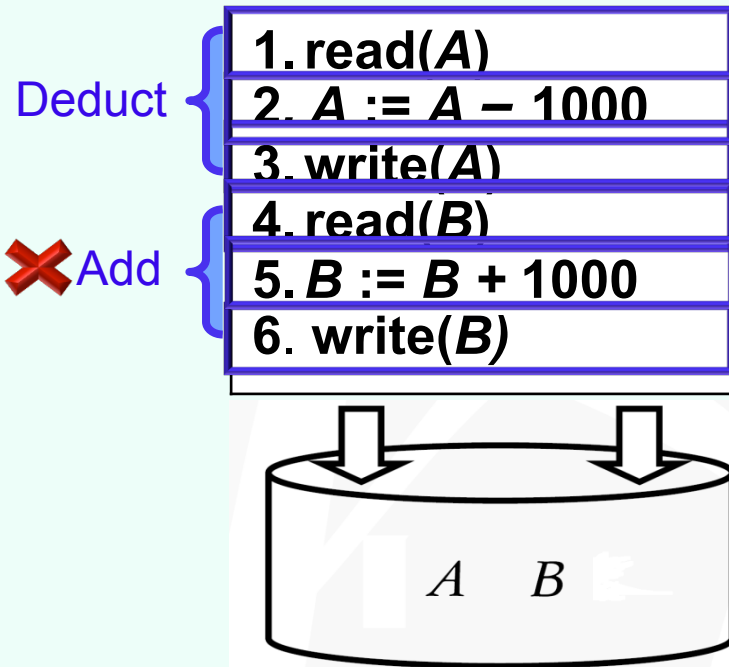 1. read(A)
Deduct
2. A := A – 1000
3. write(A)
4. read(B)
Add
5. B := B + 1000
6. write(B)
A B